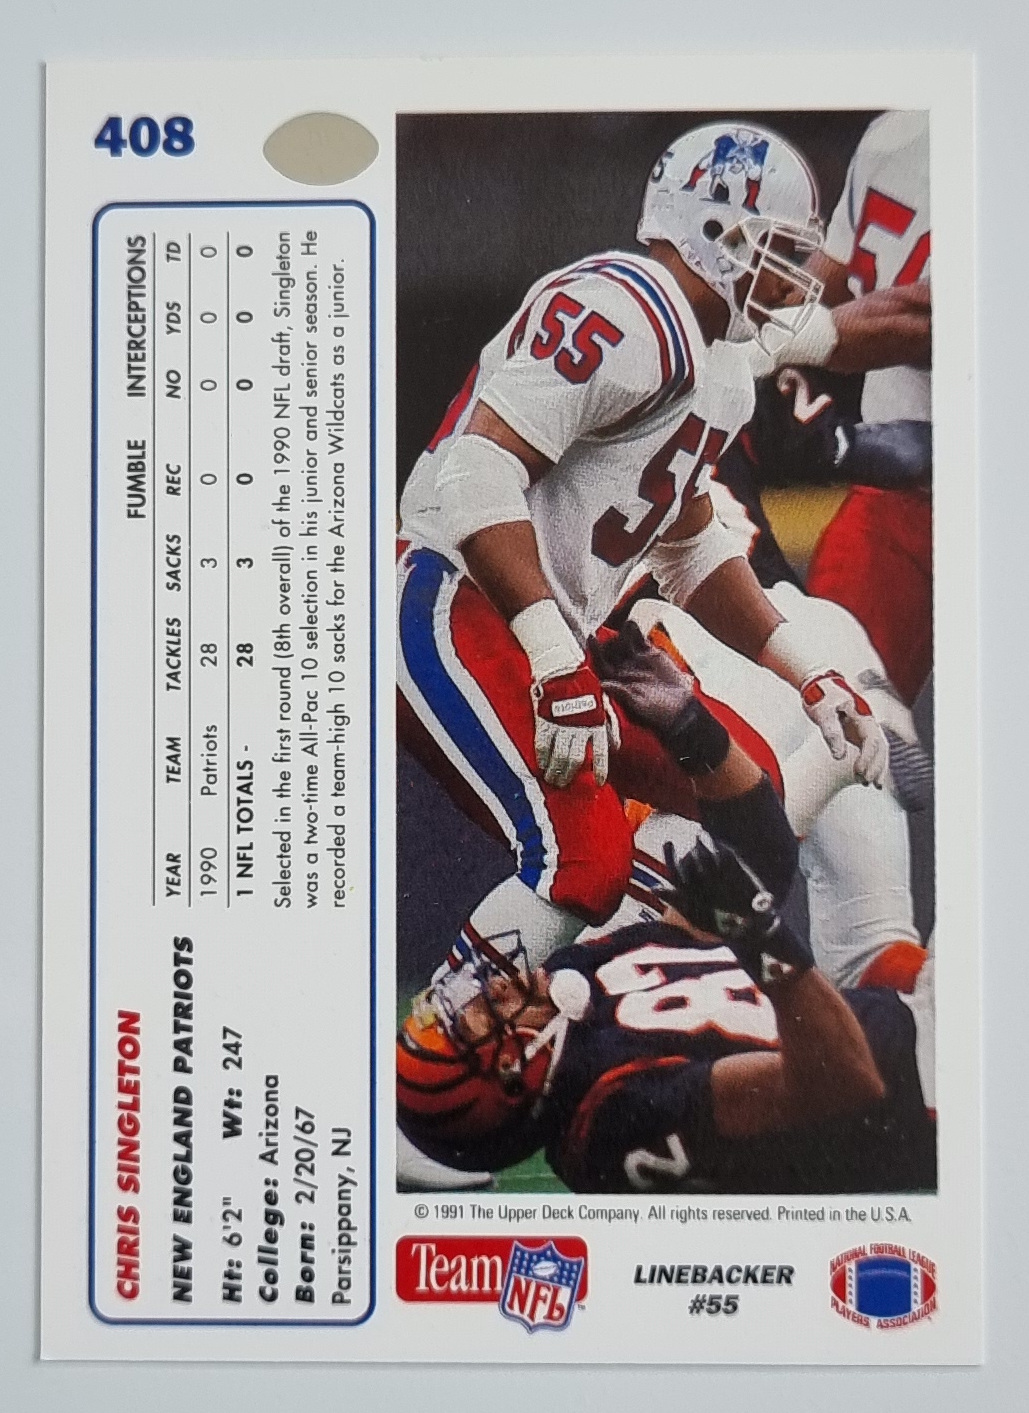 408
CHRIS SINGLETON
NEW ENGLAND PATRIOTS
Ht: 6'2" Wt: 247
College: Arizona
Born: 2/20/67
Parsippany, NJ
FUMBLE INTERCEPTIONS
YEAR TEAM TACKLES SACKS REC NO YDS TD
1990 Patriots 28 3 0 0 0 0
1 NFL TOTALS - 28 3 0 0 0 0
Selected in the first round (8th overall) of the 1990 NFL draft, Singleton
was a two-time All-Pac 10 selection in his junior and senior season. He
recorded a team-high 10 sacks for the Arizona Wildcats as a junior.
55
55
2
PATRIOTS
87
2
© 1991 The Upper Deck Company. All rights reserved. Printed in the U.S.A.
Team NFL
LINEBACKER
#55
NATIONAL FOOTBALL LEAGUE
PLAYERS ASSOCIATION